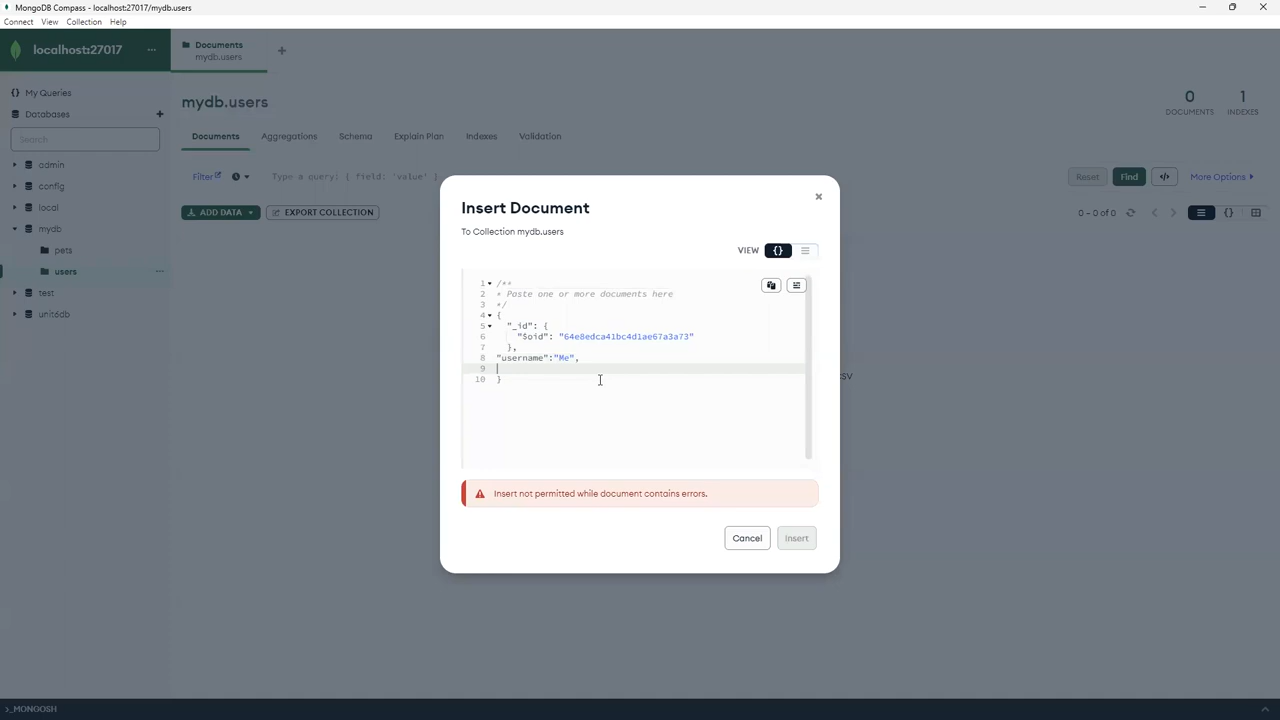 MongoDB Compass - localhost:27017/mydb.users
Connect View Collection Help
localhost:27017 ...
Documents
mydb.users
My Queries
Databases
Search
admin
config
local
mydb
pets
users
test
unit6db
mydb.users
0
DOCUMENTS
1
INDEXES
Documents Aggregations Schema Explain Plan Indexes Validation
Filter
Type a query: { field: 'value' }
Reset Find </> More Options
ADD DATA EXPORT COLLECTION
0 - 0 of 0
Insert Document
To Collection mydb.users
VIEW {}
1 /**
2 * Paste one or more documents here
3 */
4 {
5 "_id": {
6 "$oid": "64e8edca41bc4d1ae67a3a73"
7 },
8 "username":"Me",
9
10 }
SV
Insert not permitted while document contains errors.
Cancel Insert
>_MONGOSH